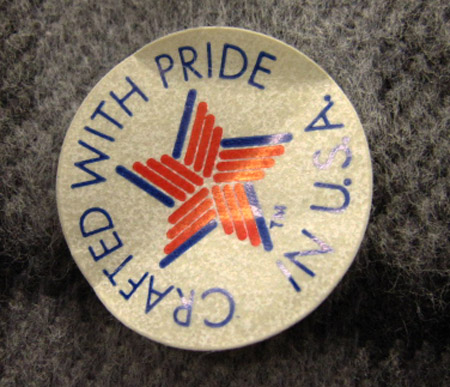 CRAFTED WITH PRIDE IN U.S.A.
TM